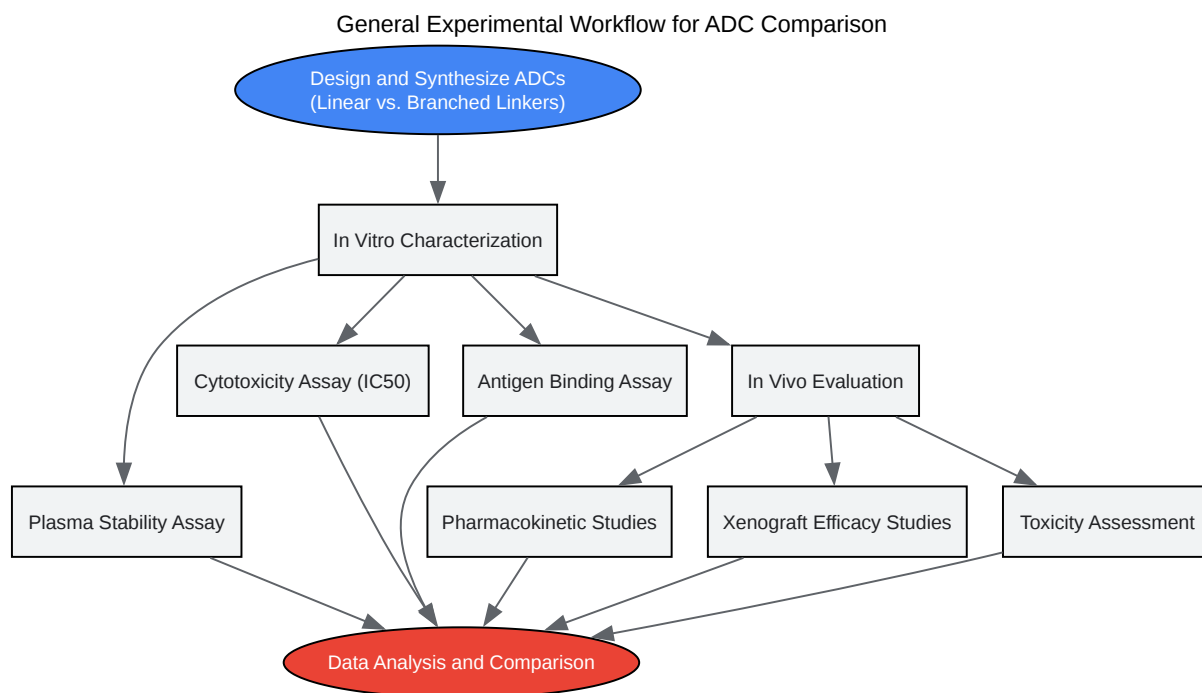 General Experimental Workflow for ADC Comparison
Design and Synthesize ADCs
(Linear vs. Branched Linkers)
In Vitro Characterization
Cytotoxicity Assay (IC50)
Antigen Binding Assay
In Vivo Evaluation
Plasma Stability Assay
Pharmacokinetic Studies
Xenograft Efficacy Studies
Toxicity Assessment
Data Analysis and Comparison